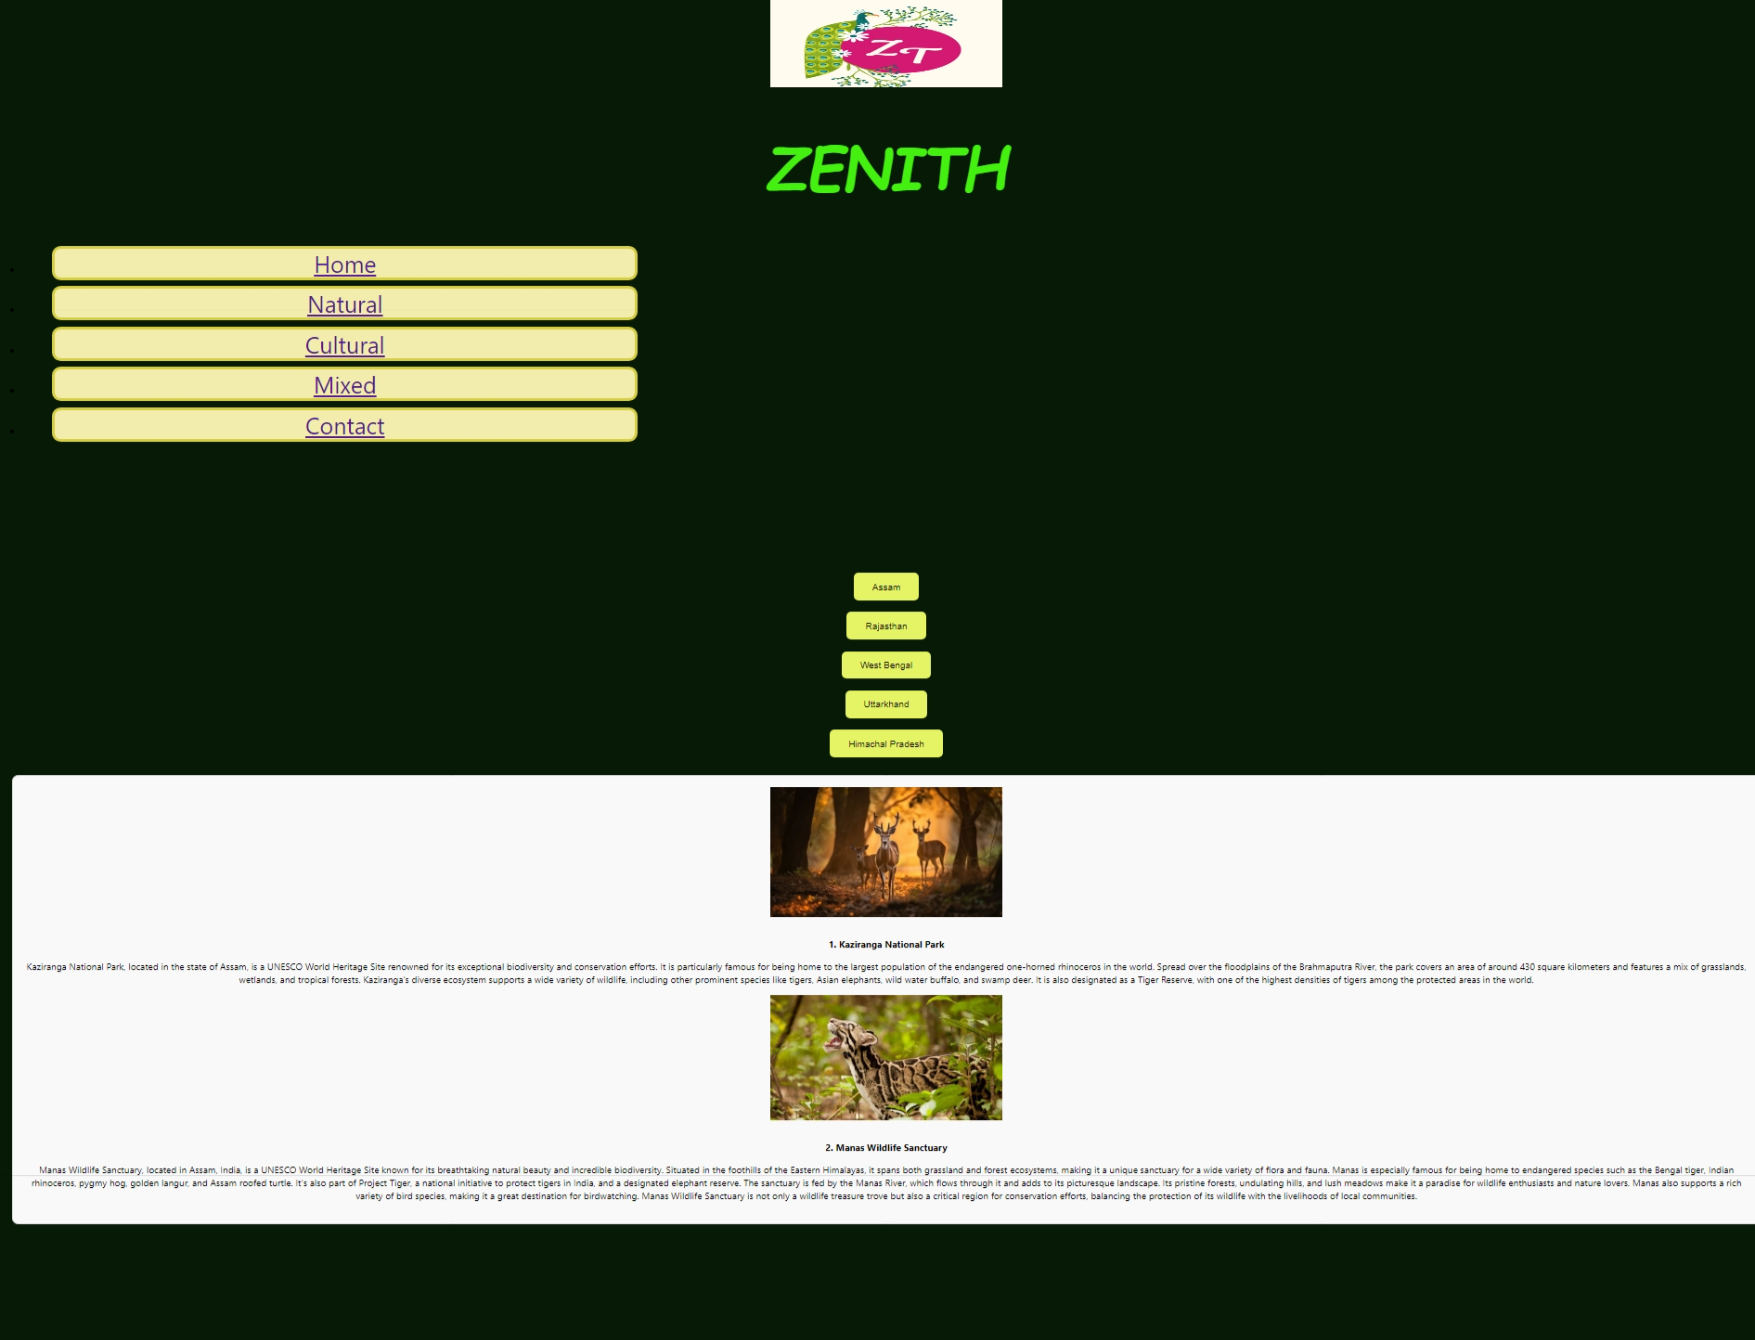 ZT
ZENITH
Home
Natural
Cultural
Mixed
Contact
Assam
Rajasthan
West Bengal
Uttarkhand
Himachal Pradesh
1. Kaziranga National Park
Kaziranga National Park, located in the state of Assam, is a UNESCO World Heritage Site renowned for its exceptional biodiversity and conservation efforts. It is particularly famous for being home to the largest population of the endangered one-horned rhinoceros in the world. Spread over the floodplains of the Brahmaputra River, the park covers an area of around 430 square kilometers and features a mix of grasslands,
wetlands, and tropical forests. Kaziranga's diverse ecosystem supports a wide variety of wildlife, including other prominent species like tigers, Asian elephants, wild water buffalo, and swamp deer. It is also designated as a Tiger Reserve, with one of the highest densities of tigers among the protected areas in the world.
2. Manas Wildlife Sanctuary
Manas Wildlife Sanctuary, located in Assam, India, is a UNESCO World Heritage Site known for its breathtaking natural beauty and incredible biodiversity. Situated in the foothills of the Eastern Himalayas, it spans both grassland and forest ecosystems, making it a unique sanctuary for a wide variety of flora and fauna. Manas is especially famous for being home to endangered species such as the Bengal tiger, Indian
rhinoceros, pygmy hog, golden langur, and Assam roofed turtle. It's also part of Project Tiger, a national initiative to protect tigers in India, and a designated elephant reserve. The sanctuary is fed by the Manas River, which flows through it and adds to its picturesque landscape. Its pristine forests, undulating hills, and lush meadows make it a paradise for wildlife enthusiasts and nature lovers. Manas also supports a rich
variety of bird species, making it a great destination for birdwatching. Manas Wildlife Sanctuary is not only a wildlife treasure trove but also a critical region for conservation efforts, balancing the protection of its wildlife with the livelihoods of local communities.